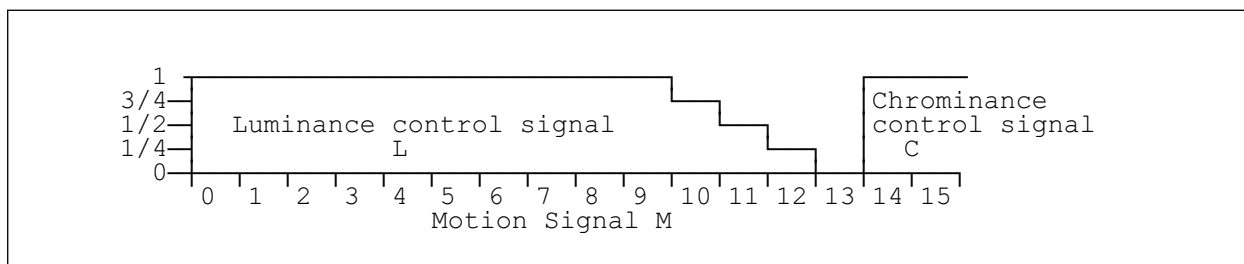 1
3/4
Chrominance
1/2
Luminance control signal
control signal
1/4
L
C
0
0 1 2 3 4 5 6 7 8 9 10 11 12 13 14 15
Motion Signal M